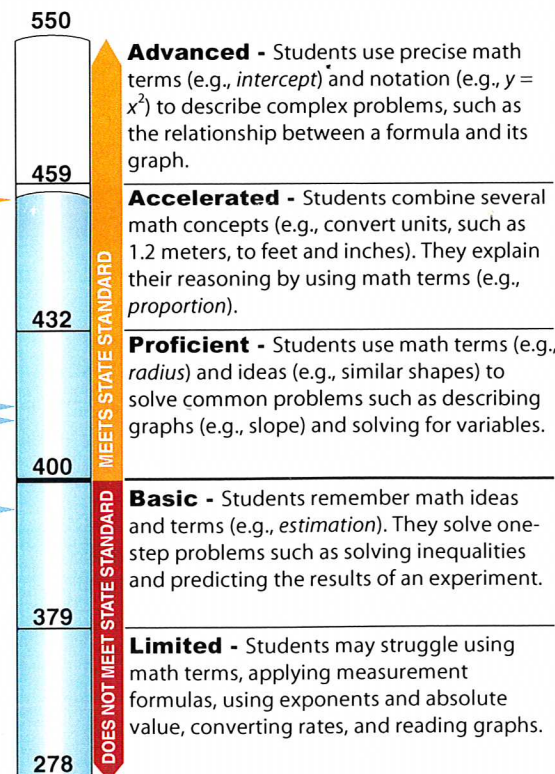 550
Advanced - Students use precise math
terms (e.g., intercept) and notation (e.g., y =
x²) to describe complex problems, such as
the relationship between a formula and its
graph.
459
Accelerated - Students combine several
math concepts (e.g., convert units, such as
1.2 meters, to feet and inches). They explain
their reasoning by using math terms (e.g.,
proportion).
432
Proficient - Students use math terms (e.g.,
radius) and ideas (e.g., similar shapes) to
solve common problems such as describing
graphs (e.g., slope) and solving for variables.
400
MEETS STATE STANDARD
Basic - Students remember math ideas
and terms (e.g., estimation). They solve one-
step problems such as solving inequalities
and predicting the results of an experiment.
379
Limited - Students may struggle using
math terms, applying measurement
formulas, using exponents and absolute
value, converting rates, and reading graphs.
278
DOES NOT MEET STATE STANDARD